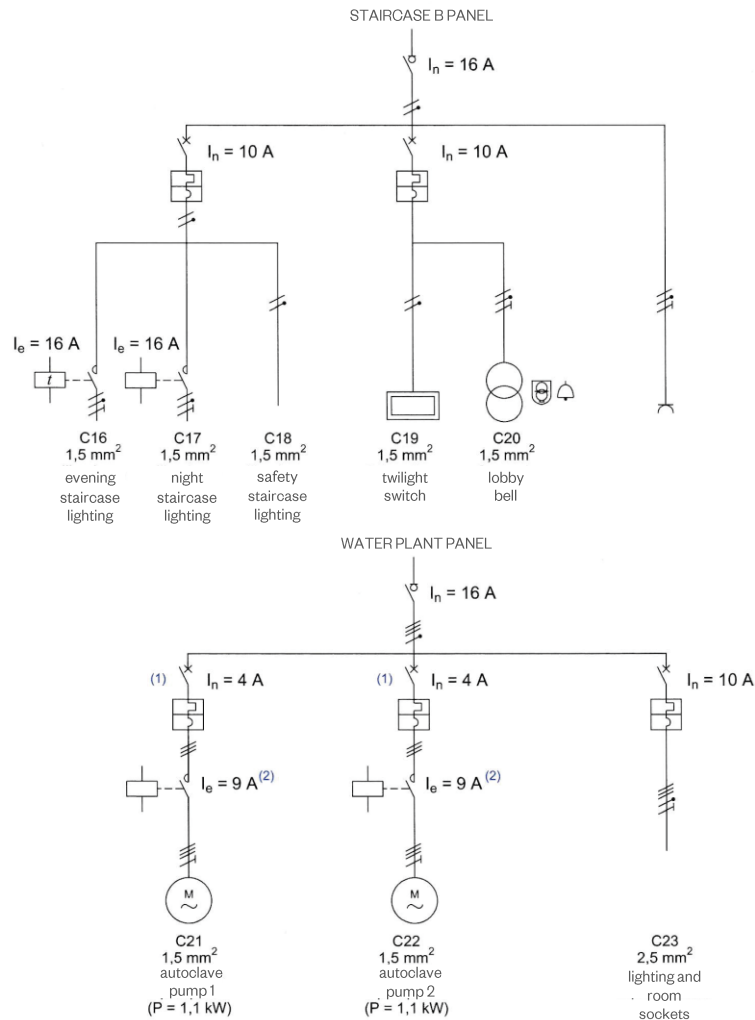 STAIRCASE B PANEL
In = 16 A
In = 10 A
In = 10 A
Ie = 16 A
Ie = 16 A
t
C16
1,5 mm²
evening
staircase
lighting
C17
1,5 mm²
night
staircase
lighting
C18
1,5 mm²
safety
staircase
lighting
C19
1,5 mm²
twilight
switch
C20
1,5 mm²
lobby
bell
WATER PLANT PANEL
In = 16 A
(1)
In = 4 A
(1)
In = 4 A
In = 10 A
Ie = 9 A (2)
Ie = 9 A (2)
M
~
M
~
C21
1,5 mm²
autoclave
pump 1
(P = 1,1 kW)
C22
1,5 mm²
autoclave
pump 2
(P = 1,1 kW)
C23
2,5 mm²
lighting and
room
sockets